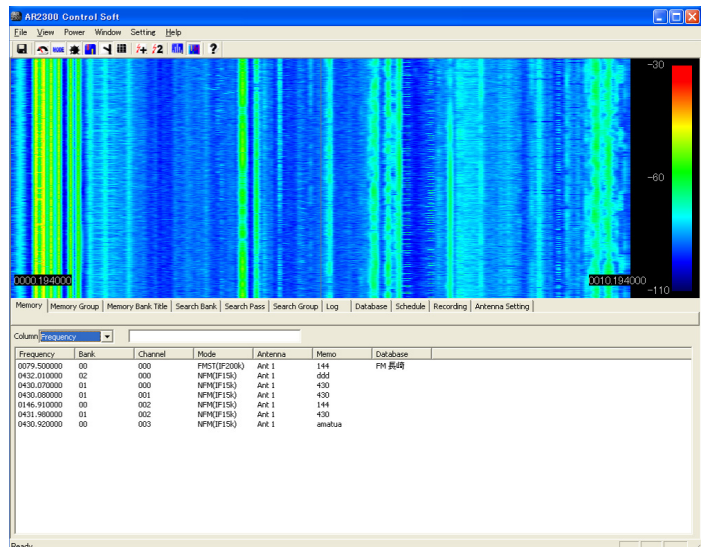 AR2300 Control Soft
File View Power Window Setting Help
MODE 2 ?
-30
-60
0000.194000 0010.194000
-110
Memory Memory Group Memory Bank Title Search Bank Search Pass Search Group Log Database Schedule Recording Antenna Setting
Column Frequency
Frequency Bank Channel Mode Antenna Memo Database
0079.500000 00 000 FMST(IF200k) Ant 1 144 FM 長崎
0432.010000 02 000 NFM(IF15k) Ant 1 ddd
0430.070000 01 000 NFM(IF15k) Ant 1 430
0430.080000 01 001 NFM(IF15k) Ant 1 430
0146.910000 00 002 NFM(IF15k) Ant 1 144
0431.980000 01 002 NFM(IF15k) Ant 1 430
0430.920000 00 003 NFM(IF15k) Ant 1 amatua
Ready